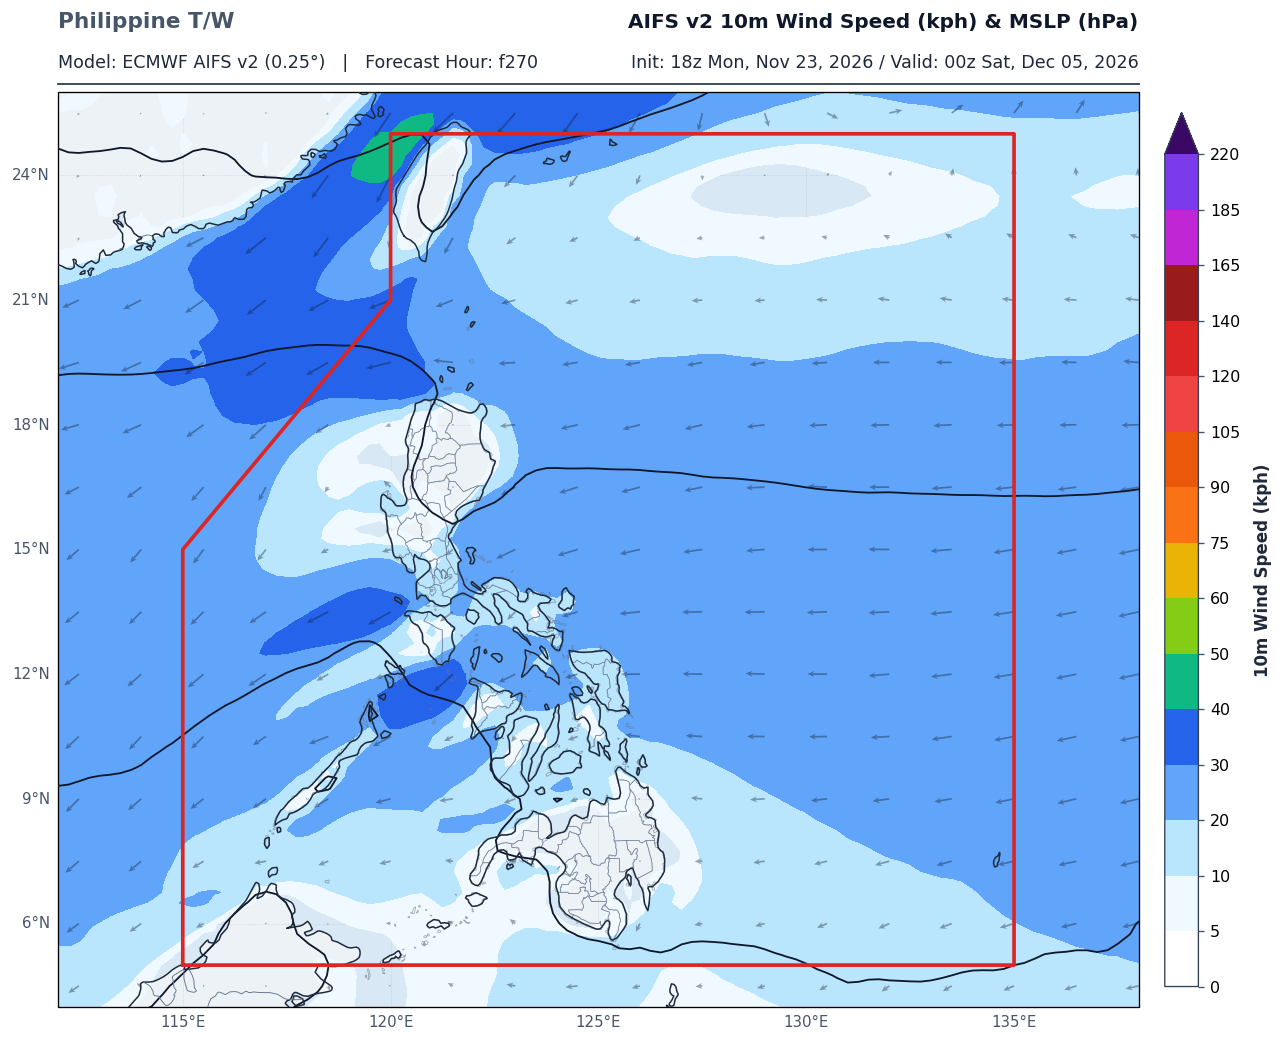 Philippine T/W
AIFS v2 10m Wind Speed (kph) & MSLP (hPa)
Model: ECMWF AIFS v2 (0.25°) | Forecast Hour: f270
Init: 18z Mon, Nov 23, 2026 / Valid: 00z Sat, Dec 05, 2026
24°N
21°N
18°N
15°N
12°N
9°N
6°N
115°E
120°E
125°E
130°E
135°E
220
185
165
140
120
105
90
75
60
50
40
30
20
10
5
0
10m Wind Speed (kph)